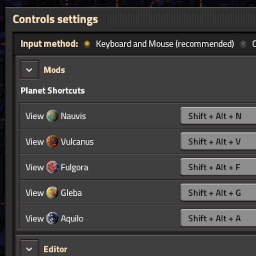 Controls settings
Input method: Keyboard and Mouse (recommended)
Mods
Planet Shortcuts
View Nauvis Shift + Alt + N
View Vulcanus Shift + Alt + V
View Fulgora Shift + Alt + F
View Gleba Shift + Alt + G
View Aquilo Shift + Alt + A
Editor